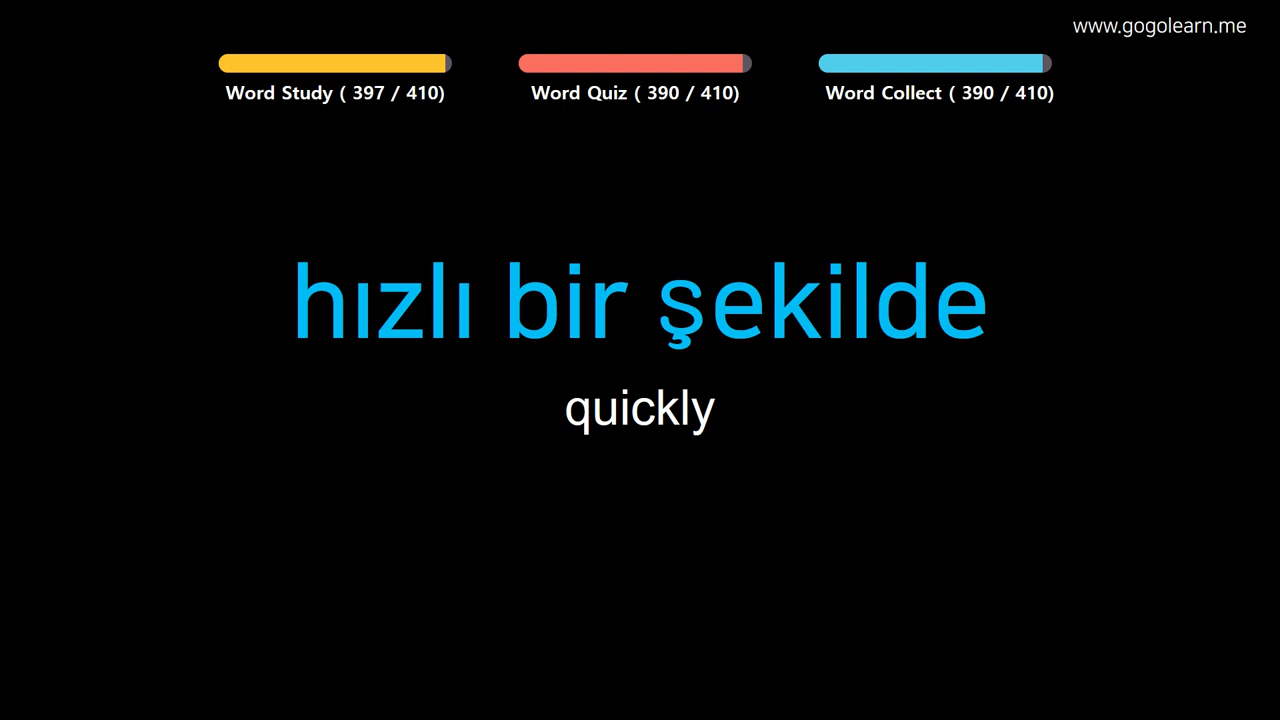 www.gogolearn.me
Word Study ( 397 / 410)
Word Quiz ( 390 / 410)
Word Collect ( 390 / 410)
hızlı bir şekilde
quickly